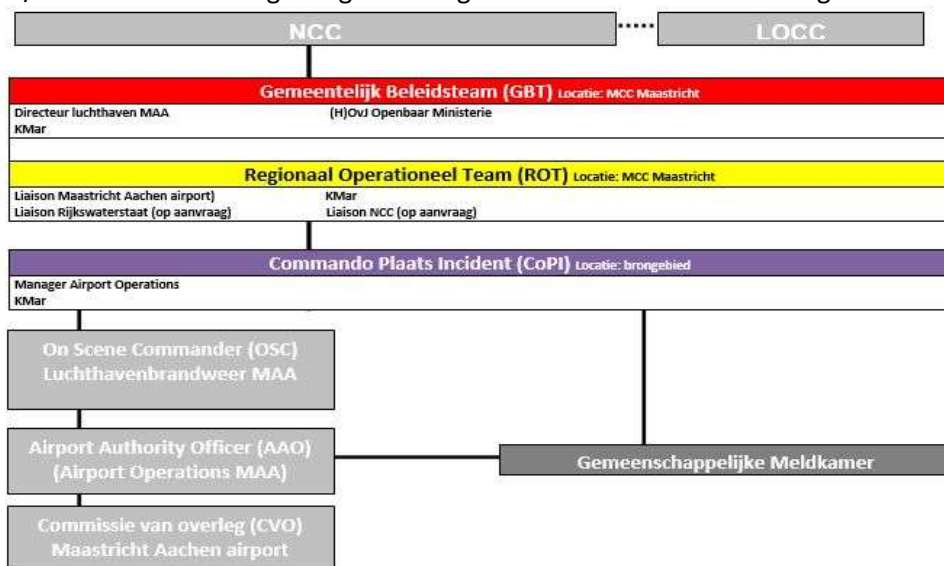 NCC
LOCC
Gemeentelijk Beleidsteam (GBT) Locatie: MCC Maastricht
Directeur luchthaven MAA (H)OvJ Openbaar Ministerie
KMar
Regionaal Operationeel Team (ROT) Locatie: MCC Maastricht
Liaison Maastricht Aachen airport) KMar
Liaison Rijkswaterstaat (op aanvraag) Liaison NCC (op aanvraag)
Commando Plaats Incident (CoPI) Locatie: brongebied
Manager Airport Operations
KMar
On Scene Commander (OSC)
Luchthavenbrandweer MAA
Airport Authority Officer (AAO)
(Airport Operations MAA)
Gemeenschappelijke Meldkamer
Commissie van overleg (CVO)
Maastricht Aachen airport